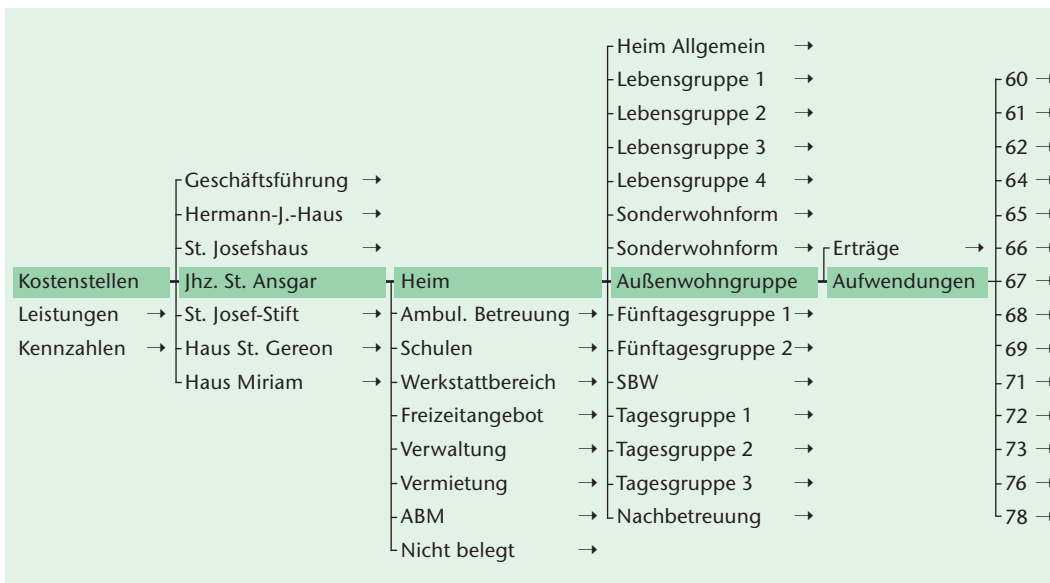 Kostenstellen
Leistungen →
Kennzahlen →
Geschäftsführung →
Hermann-J.-Haus →
St. Josefshaus →
Jhz. St. Ansgar
St. Josef-Stift →
Haus St. Gereon →
Haus Miriam →
Heim
Ambul. Betreuung →
Schulen →
Werkstattbereich →
Freizeitangebot →
Verwaltung →
Vermietung →
ABM →
Nicht belegt →
Heim Allgemein →
Lebensgruppe 1 →
Lebensgruppe 2 →
Lebensgruppe 3 →
Lebensgruppe 4 →
Sonderwohnform →
Sonderwohnform →
Außenwohngruppe
Fünftagesgruppe 1→
Fünftagesgruppe 2→
SBW →
Tagesgruppe 1 →
Tagesgruppe 2 →
Tagesgruppe 3 →
Nachbetreuung →
Erträge →
Aufwendungen
60 →
61 →
62 →
64 →
65 →
66 →
67 →
68 →
69 →
71 →
72 →
73 →
76 →
78 →